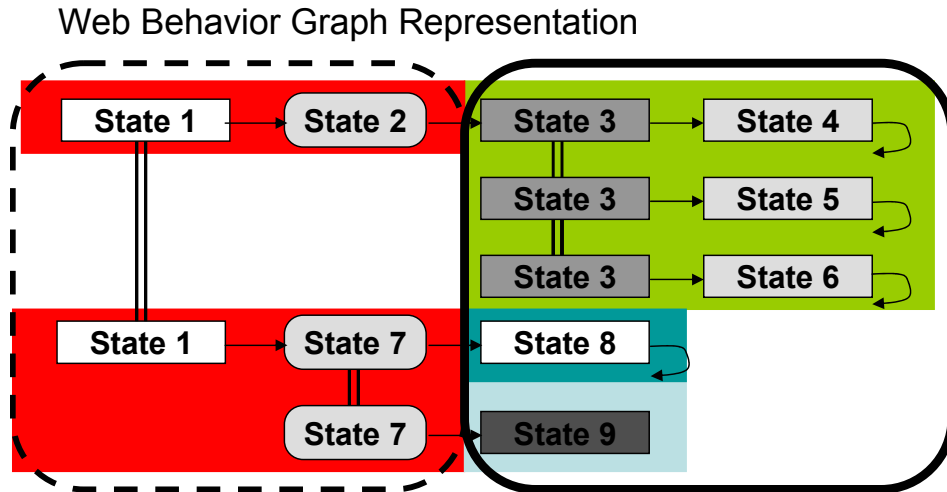 Web Behavior Graph Representation
State 1 State 2 State 3 State 4
State 3 State 5
State 3 State 6
State 1 State 7 State 8
State 7 State 9